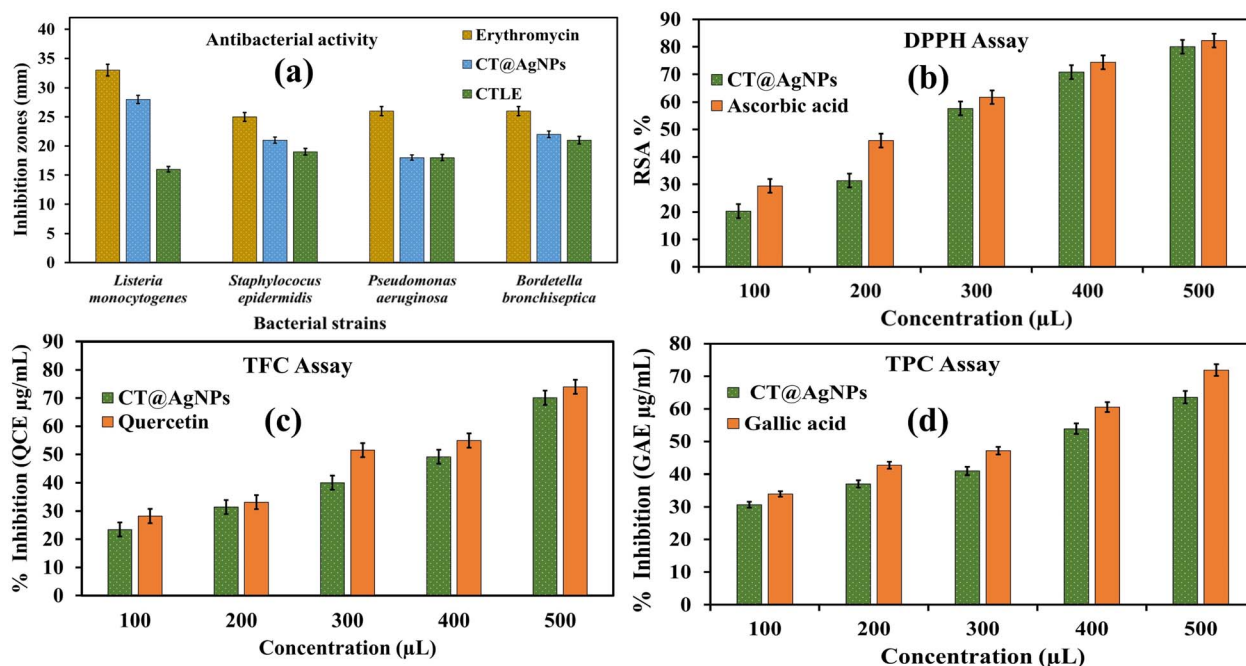 Antibacterial activity
(a)
Erythromycin
CT@AgNPs
CTLE
Inhibition zones (mm)
40
35
30
25
20
15
10
5
0
Listeria monocytogenes
Staphylococus epidermidis
Pseudomonas aeruginosa
Bordetella bronchiseptica
Bacterial strains
DPPH Assay
(b)
CT@AgNPs
Ascorbic acid
RSA %
90
80
70
60
50
40
30
20
10
0
100 200 300 400 500
Concentration (µL)
TFC Assay
(c)
CT@AgNPs
Quercetin
% Inhibition (QCE µg/mL)
90
80
70
60
50
40
30
20
10
0
100 200 300 400 500
Concentration (µL)
TPC Assay
(d)
CT@AgNPs
Gallic acid
% Inhibition (GAE µg/mL)
80
70
60
50
40
30
20
10
0
100 200 300 400 500
Concentration (µL)